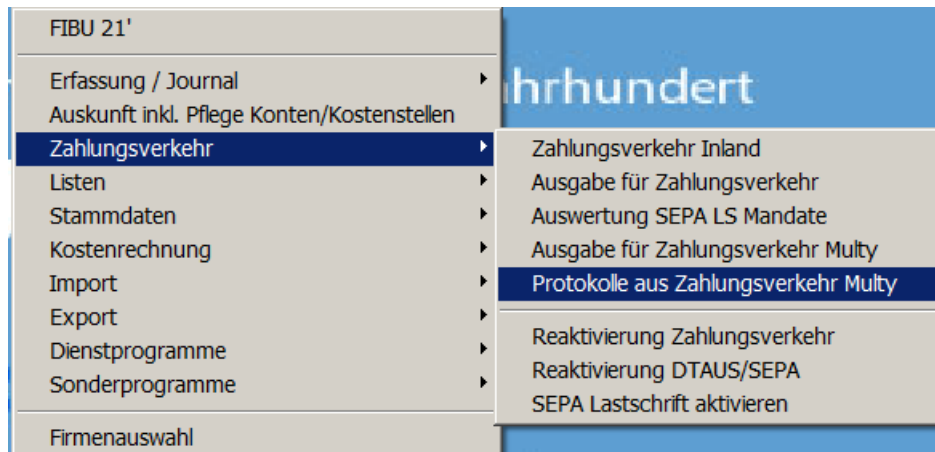 FIBU 21'
Erfassung / Journal
Auskunft inkl. Pflege Konten/Kostenstellen
Zahlungsverkehr
Listen
Stammdaten
Kostenrechnung
Import
Export
Dienstprogramme
Sonderprogramme
Firmenauswahl
hrhundert
Zahlungsverkehr Inland
Ausgabe für Zahlungsverkehr
Auswertung SEPA LS Mandate
Ausgabe für Zahlungsverkehr Multy
Protokolle aus Zahlungsverkehr Multy
Reaktivierung Zahlungsverkehr
Reaktivierung DTAUS/SEPA
SEPA Lastschrift aktivieren